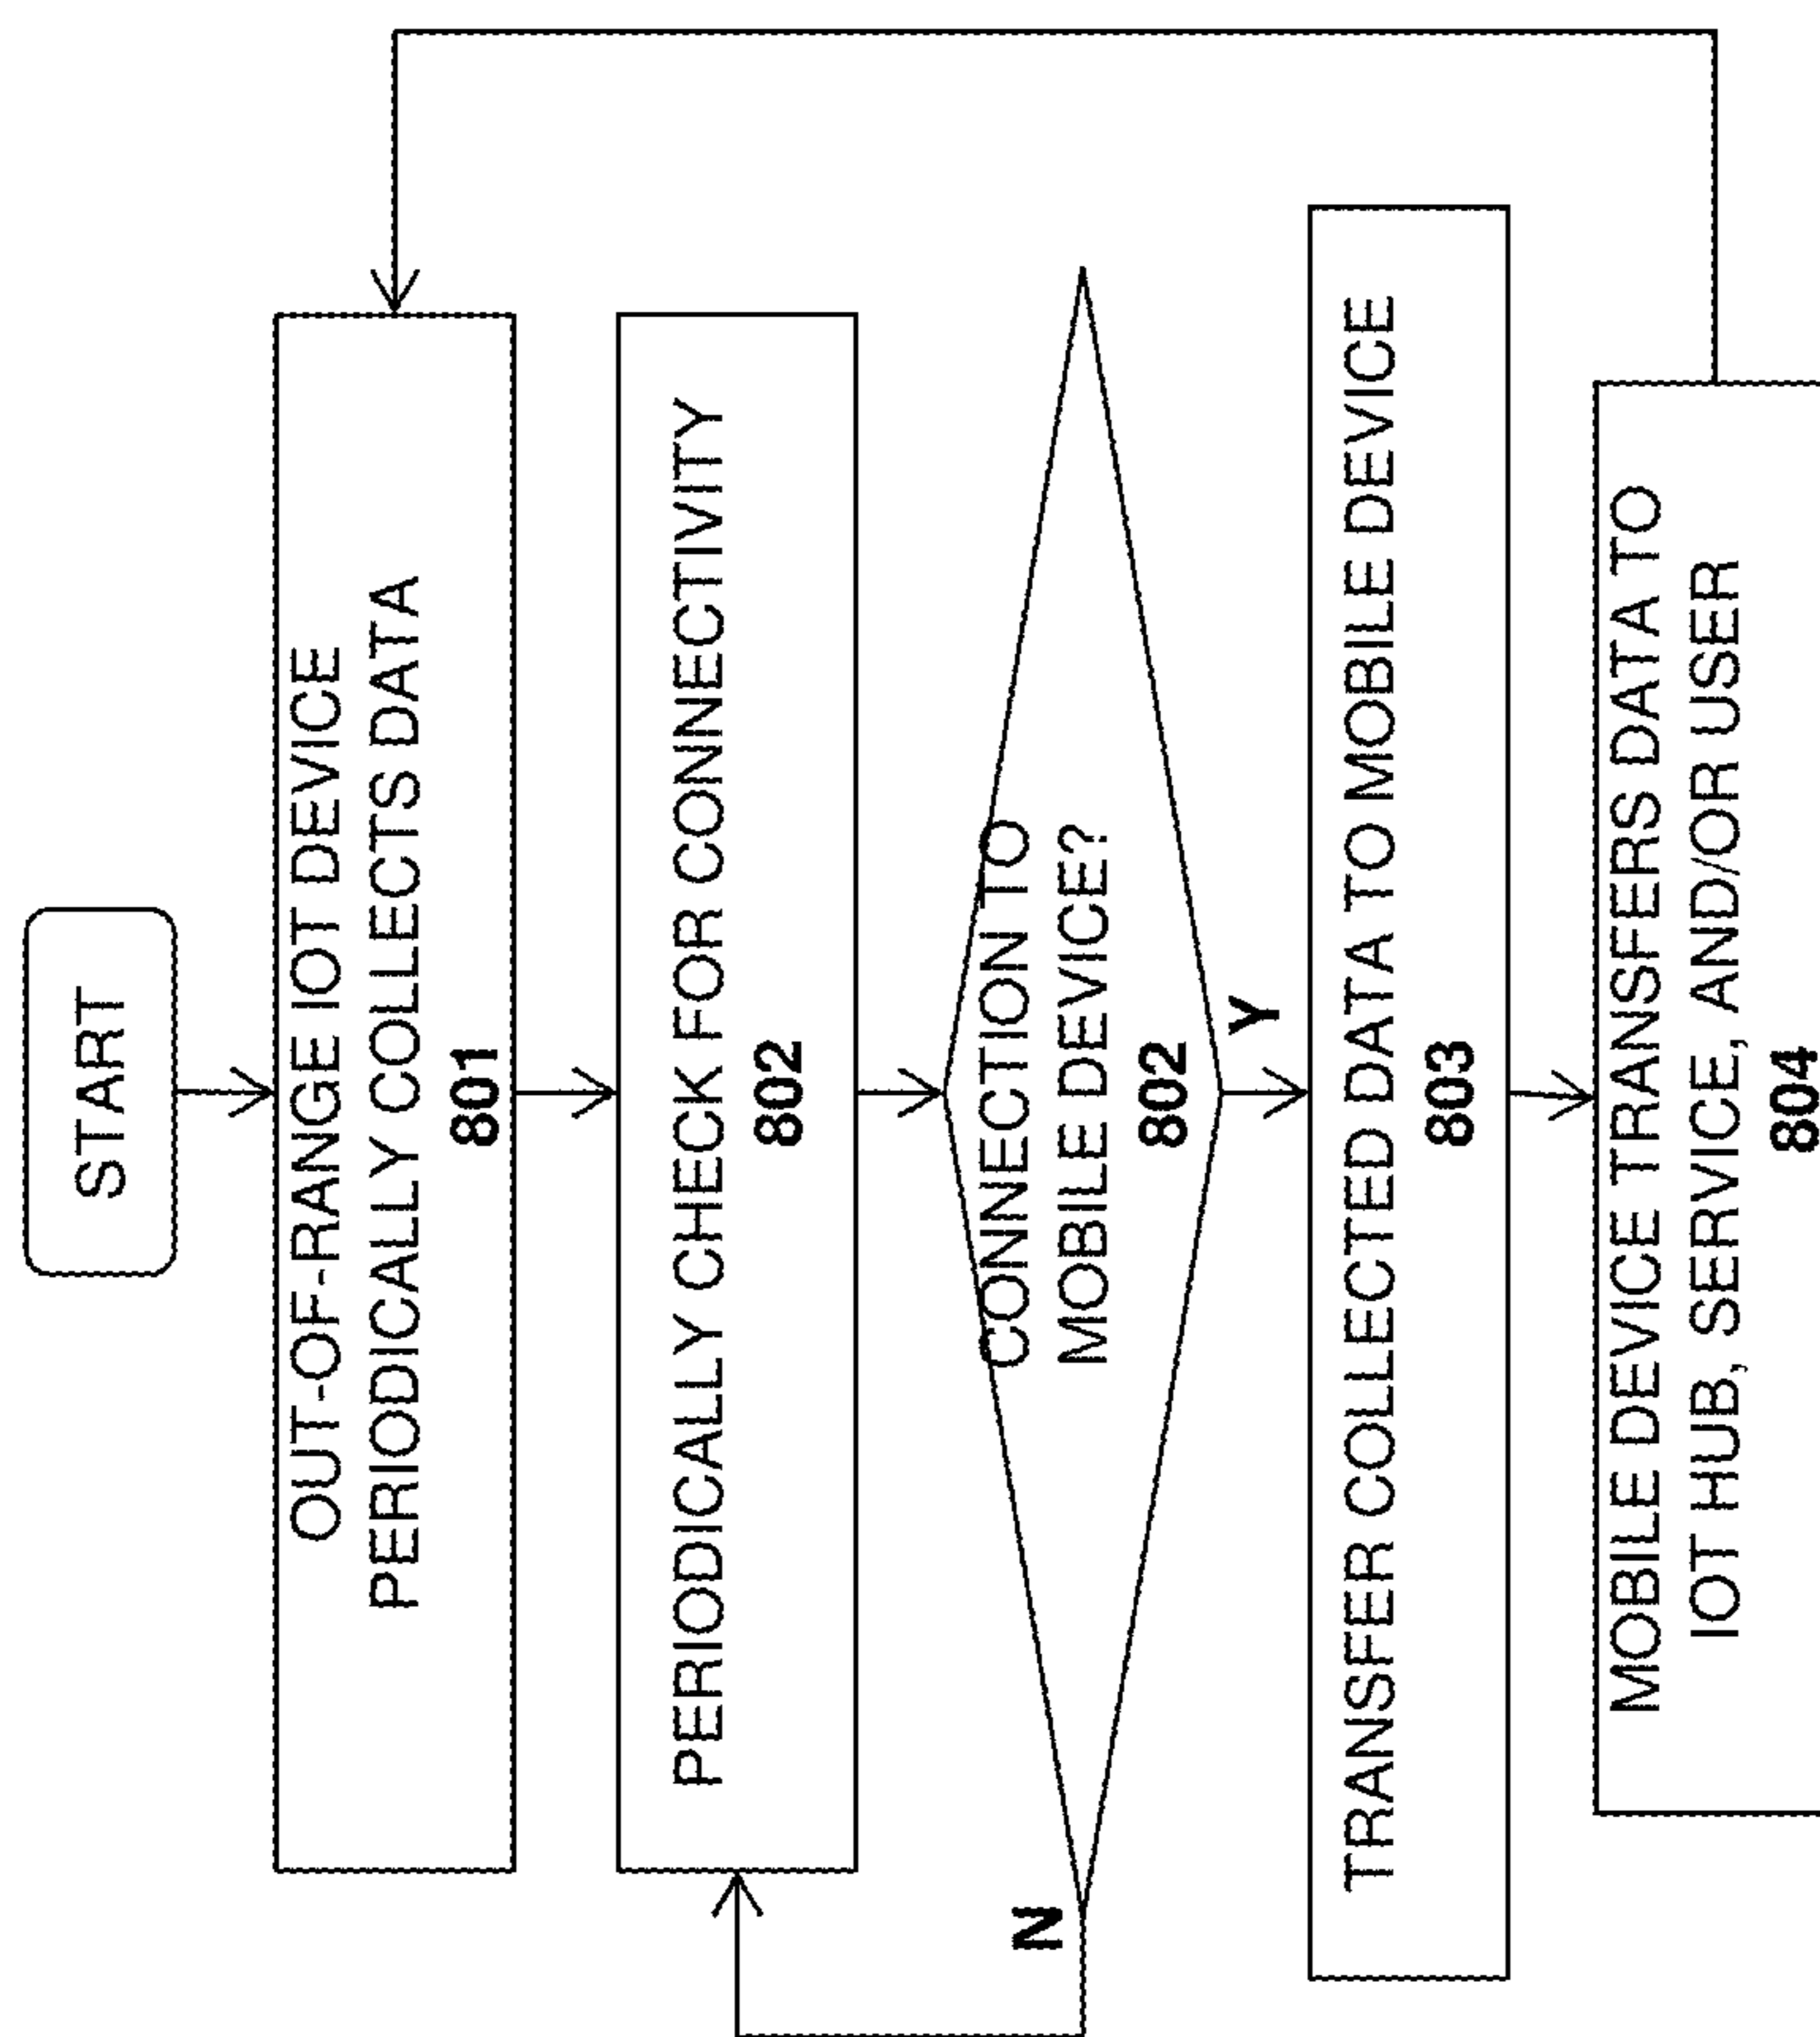 START
OUT-OF-RANGE IOT DEVICE
PERIODICALLY COLLECTS DATA
801
PERIODICALLY CHECK FOR CONNECTIVITY
802
CONNECTION TO
MOBILE DEVICE?
802
N
Y
TRANSFER COLLECTED DATA TO MOBILE DEVICE
803
MOBILE DEVICE TRANSFERS DATA TO
IOT HUB, SERVICE, AND/OR USER
804